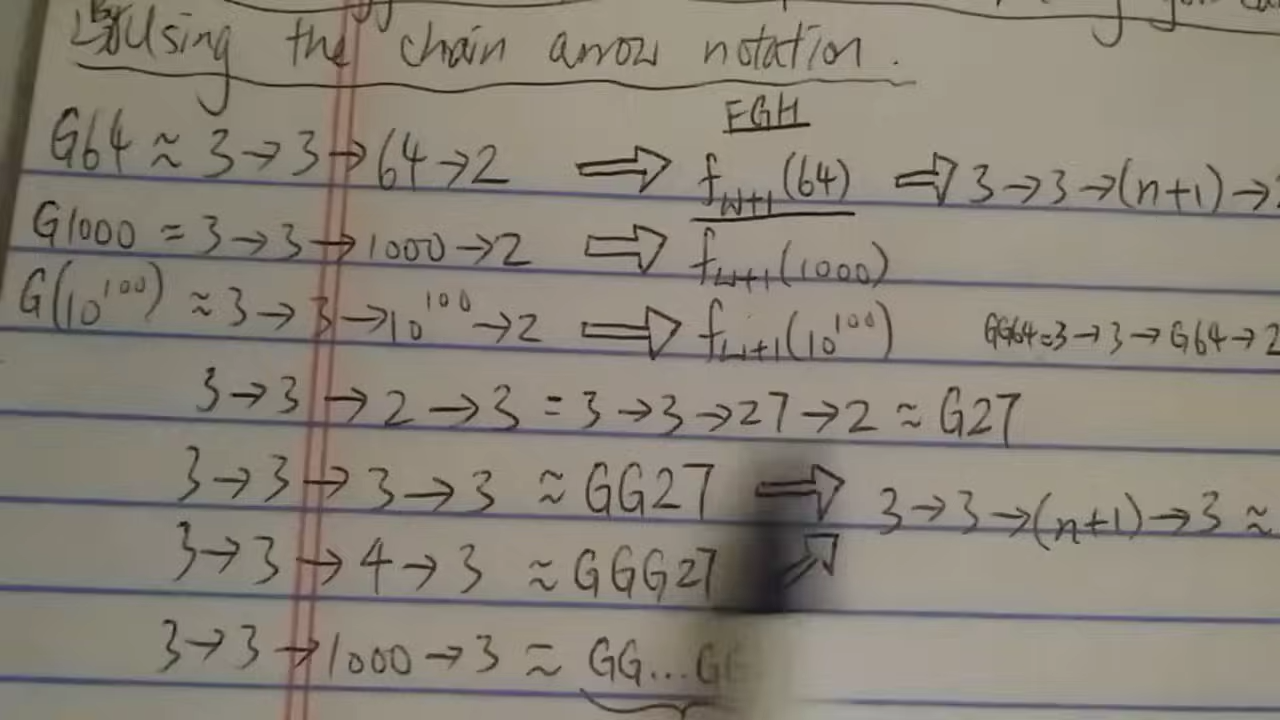 Using the chain arrow notation.
FGH
G64 ≈ 3→3→64→2 ⇒ f_{w+1}(64) ⇒ 3→3→(n+1)→
G1000 = 3→3→1000→2 ⇒ f_{w+1}(1000)
G(10^{100}) ≈ 3→3→10^{100}→2 ⇒ f_{w+1}(10^{100}) GG64=3→3→G64→2
3→3→2→3 = 3→3→27→2 ≈ G27
3→3→3→3 ≈ GG27 ⇒ 3→3→(n+1)→3 ≈
3→3→4→3 ≈ GGG27 ⇒
3→3→1000→3 ≈ GG...G